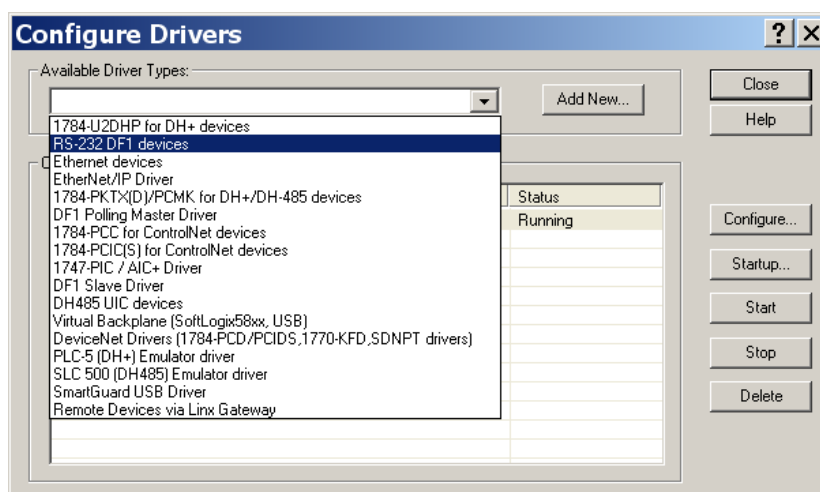 Configure Drivers
Available Driver Types:
Add New...
Close
Help
1784-U2DHP for DH+ devices
RS-232 DF1 devices
Ethernet devices
EtherNet/IP Driver
1784-PKTX(D)/PCMK for DH+/DH-485 devices
DF1 Polling Master Driver
1784-PCC for ControlNet devices
1784-PCIC(S) for ControlNet devices
1747-PIC / AIC+ Driver
DF1 Slave Driver
DH485 UIC devices
Virtual Backplane (SoftLogix58xx, USB)
DeviceNet Drivers (1784-PCD/PCIDS,1770-KFD,SDNPT drivers)
PLC-5 (DH+) Emulator driver
SLC 500 (DH485) Emulator driver
SmartGuard USB Driver
Remote Devices via Linx Gateway
Status
Running
Configure...
Startup...
Start
Stop
Delete